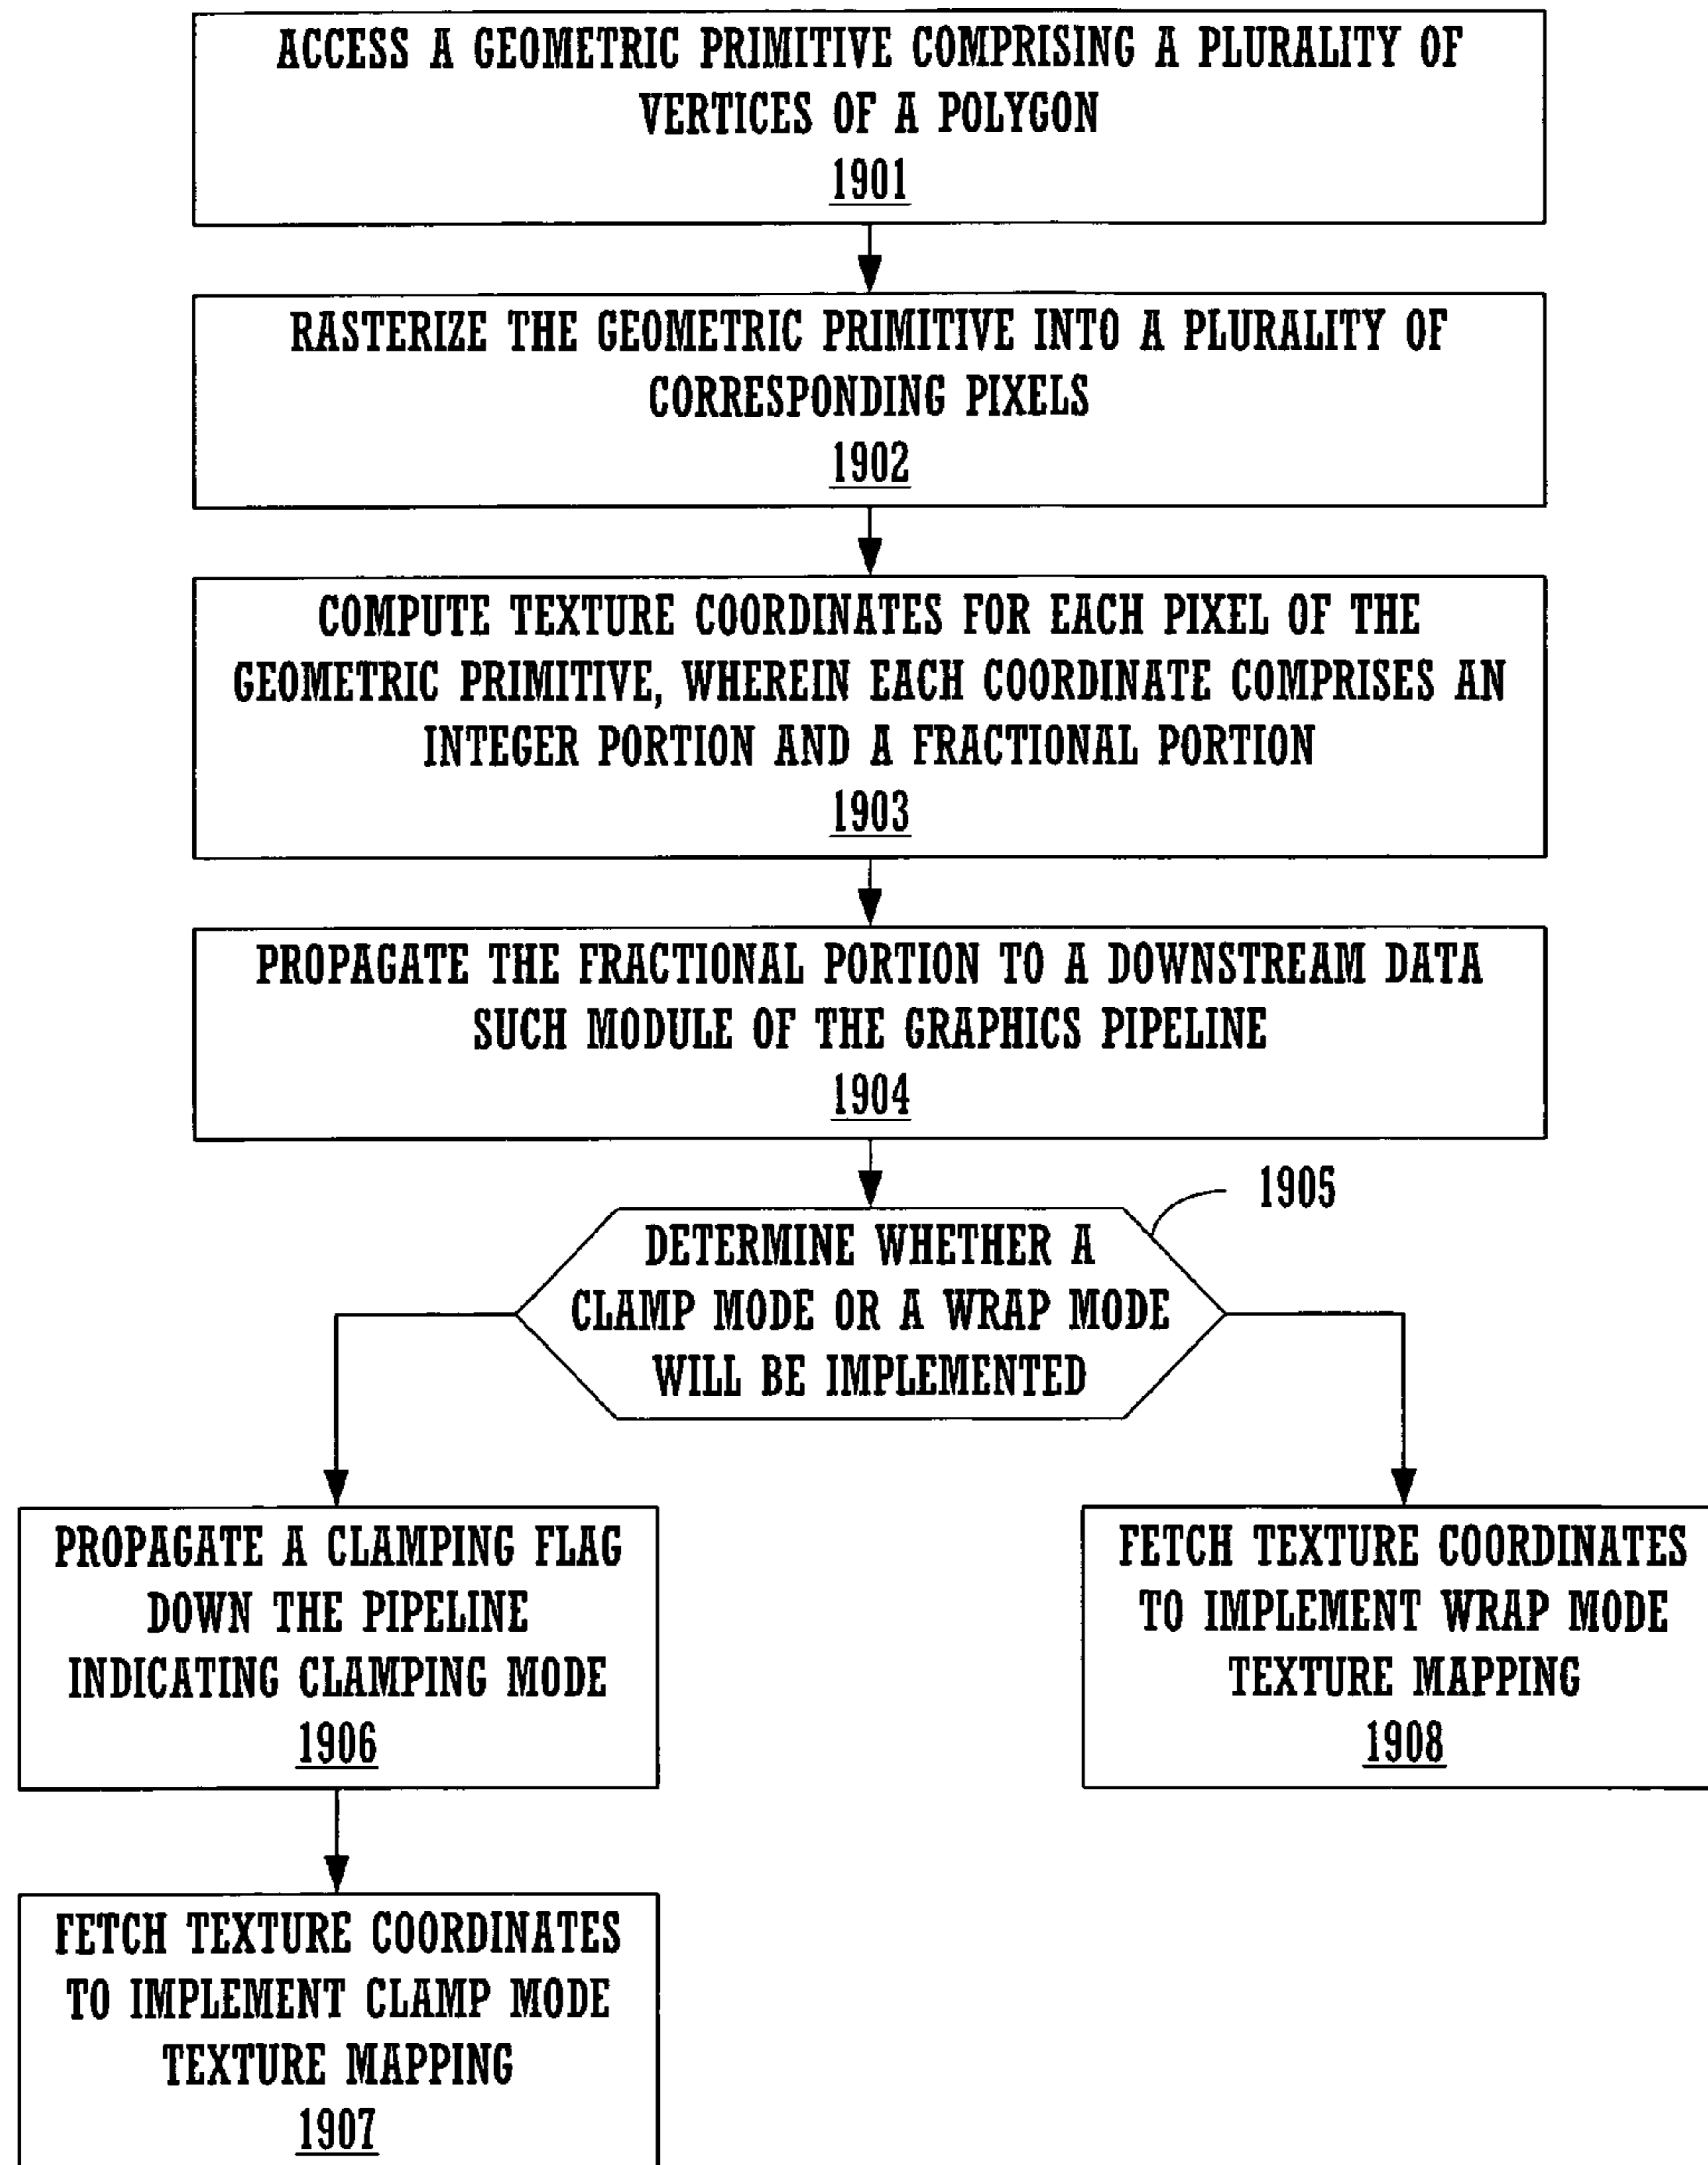 ACCESS A GEOMETRIC PRIMITIVE COMPRISING A PLURALITY OF
VERTICES OF A POLYGON
1901
RASTERIZE THE GEOMETRIC PRIMITIVE INTO A PLURALITY OF
CORRESPONDING PIXELS
1902
COMPUTE TEXTURE COORDINATES FOR EACH PIXEL OF THE
GEOMETRIC PRIMITIVE, WHEREIN EACH COORDINATE COMPRISES AN
INTEGER PORTION AND A FRACTIONAL PORTION
1903
PROPAGATE THE FRACTIONAL PORTION TO A DOWNSTREAM DATA
SUCH MODULE OF THE GRAPHICS PIPELINE
1904
1905
DETERMINE WHETHER A
CLAMP MODE OR A WRAP MODE
WILL BE IMPLEMENTED
PROPAGATE A CLAMPING FLAG
DOWN THE PIPELINE
INDICATING CLAMPING MODE
1906
FETCH TEXTURE COORDINATES
TO IMPLEMENT WRAP MODE
TEXTURE MAPPING
1908
FETCH TEXTURE COORDINATES
TO IMPLEMENT CLAMP MODE
TEXTURE MAPPING
1907